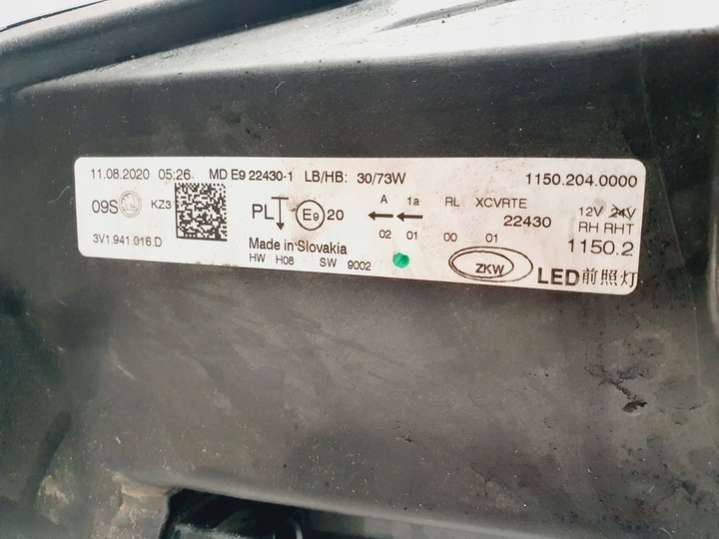 11.08.2020 05:26 MD E9 22430-1 LB/HB: 30/73W 1150.204.0000
09S KZ3 PL E9 20 A 1a RL XCVRTE 12V 24V
02 01 00 01 22430 RH RHT
3V1.941.016.D Made in Slovakia 1150.2
HW H08 SW 9002 ZKW LED前照灯